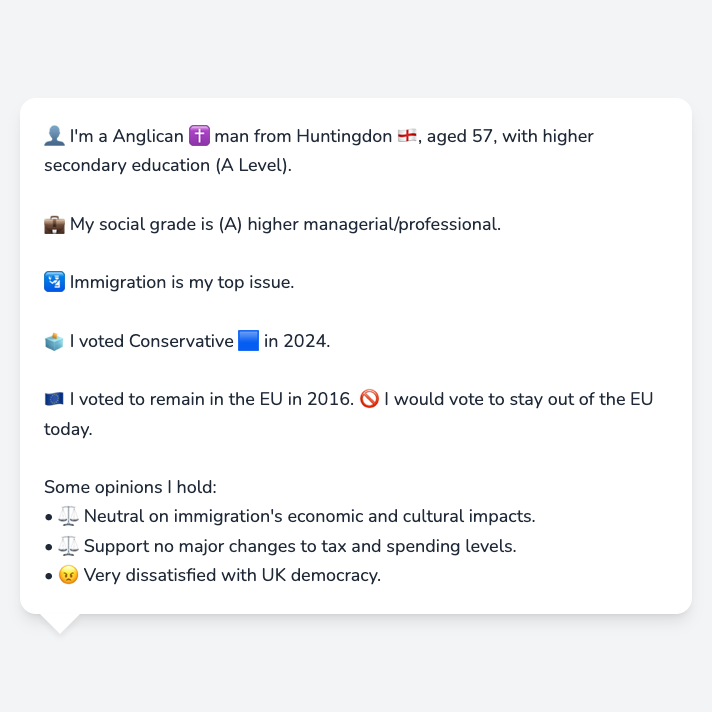 👤 I'm a Anglican ✝️ man from Huntingdon 🏴󠁧󠁢󠁥󠁮󠁧󠁿, aged 57, with higher
secondary education (A Level).
💼 My social grade is (A) higher managerial/professional.
🛂 Immigration is my top issue.
🗳️ I voted Conservative 🟦 in 2024.
🇪🇺 I voted to remain in the EU in 2016. 🚫 I would vote to stay out of the EU
today.
Some opinions I hold:
• ⚖️ Neutral on immigration's economic and cultural impacts.
• ⚖️ Support no major changes to tax and spending levels.
• 😠 Very dissatisfied with UK democracy.